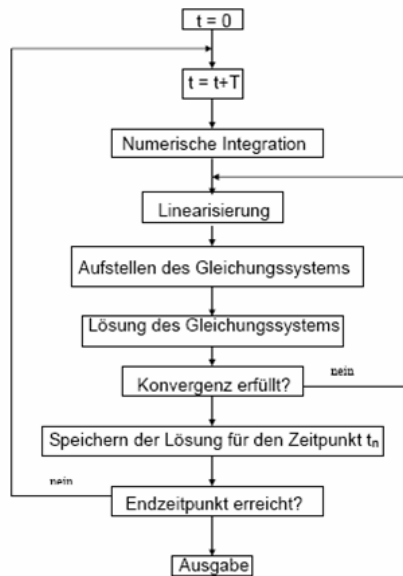 t = 0
t = t+T
Numerische Integration
Linearisierung
Aufstellen des Gleichungssystems
Lösung des Gleichungssystems
nein
Konvergenz erfüllt?
Speichern der Lösung für den Zeitpunkt tₙ
nein
Endzeitpunkt erreicht?
Ausgabe